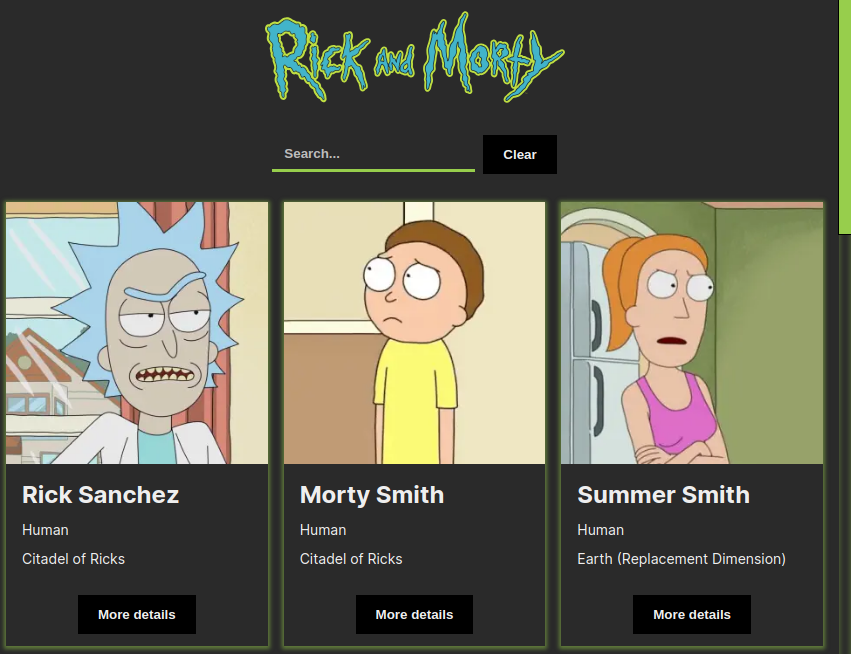 Rick and Morty
Search...
Clear
Rick Sanchez
Human
Citadel of Ricks
More details
Morty Smith
Human
Citadel of Ricks
More details
Summer Smith
Human
Earth (Replacement Dimension)
More details